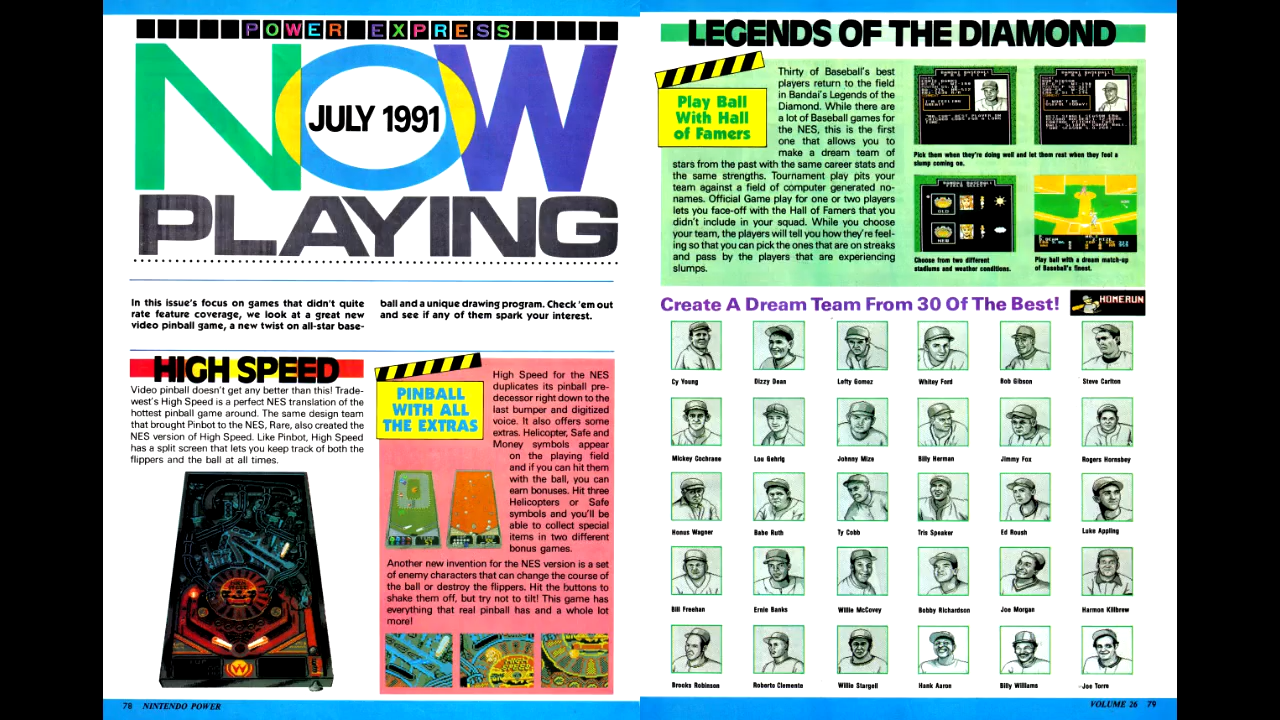 POWER EXPRESS
NOW
JULY 1991
PLAYING
In this issue's focus on games that didn't quite
rate feature coverage, we look at a great new
video pinball game, a new twist on all-star base-
ball and a unique drawing program. Check 'em out
and see if any of them spark your interest.
HIGH SPEED
Video pinball doesn't get any better than this! Trade-
west's High Speed is a perfect NES translation of the
hottest pinball game around. The same design team
that brought Pinbot to the NES, Rare, also created the
NES version of High Speed. Like Pinbot, High Speed
has a split screen that lets you keep track of both the
flippers and the ball at all times.
PINBALL
WITH ALL
THE EXTRAS
High Speed for the NES
duplicates its pinball pre-
decessor right down to the
last bumper and digitized
voice. It also offers some
extras. Helicopter, Safe and
Money symbols appear
on the playing field
and if you can hit them
with the ball, you can
earn bonuses. Hit three
Helicopters or Safe
symbols and you'll be
able to collect special
items in two different
bonus games.
Another new invention for the NES version is a set
of enemy characters that can change the course of
the ball or destroy the flippers. Hit the buttons to
shake them off, but try not to tilt! This game has
everything that real pinball has and a whole lot
more!
HIGH
SPEED
78 NINTENDO POWER
LEGENDS OF THE DIAMOND
Play Ball
With Hall
of Famers
Thirty of Baseball's best
players return to the field
in Bandai's Legends of the
Diamond. While there are
a lot of Baseball games for
the NES, this is the first
one that allows you to
make a dream team of
stars from the past with the same career stats and
the same strengths. Tournament play pits your
team against a field of computer generated no-
names. Official Game play for one or two players
lets you face-off with the Hall of Famers that you
didn't include in your squad. While you choose
your team, the players will tell you how they're feel-
ing so that you can pick the ones that are on streaks
and pass by the players that are experiencing
slumps.
Pick them when they're doing well and let them rest when they feel a
slump coming on.
OLD
NEW
Choose from two different
stadiums and weather conditions.
Play ball with a dream match-up
of Baseball's finest.
Create A Dream Team From 30 Of The Best!
HOMERUN
Cy Young
Dizzy Dean
Lefty Gomez
Whitey Ford
Bob Gibson
Steve Carlton
Mickey Cochrane
Lou Gehrig
Johnny Mize
Billy Herman
Jimmy Fox
Rogers Hornsbey
Honus Wagner
Babe Ruth
Ty Cobb
Tris Speaker
Ed Roush
Luke Appling
Bill Freehan
Ernie Banks
Willie McCovey
Bobby Richardson
Joe Morgan
Harmon Killbrew
Brooks Robinson
Roberto Clemente
Willie Stargell
Hank Aaron
Billy Williams
Joe Torre
VOLUME 26 79